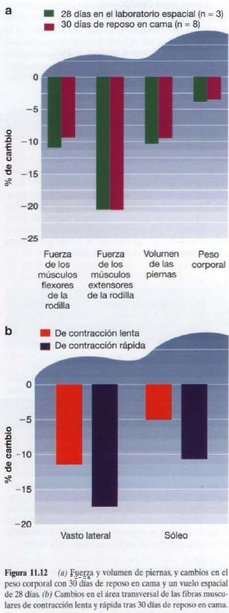 a
28 días en el laboratorio espacial (n = 3)
30 días de reposo en cama (n = 8)
0
−5
−10
−15
−20
−25
% de cambio
Fuerza
de los
músculos
flexores
de la
rodilla
Fuerza
de los
músculos
extensores
de la rodilla
Volumen
de las
piernas
Peso
corporal
b
De contracción lenta
De contracción rápida
0
−5
−10
−15
−20
% de cambio
Vasto lateral
Sóleo
Figura 11.12 (a) Fuerza y volumen de piernas, y cambios en el
peso corporal con 30 días de reposo en cama y un vuelo espacial
de 28 días. (b) Cambios en el área transversal de las fibras muscu-
lares de contracción lenta y rápida tras 30 días de reposo en cama.